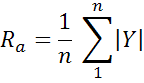 R_a = \frac{1}{n} \sum_{1}^{n} |Y|